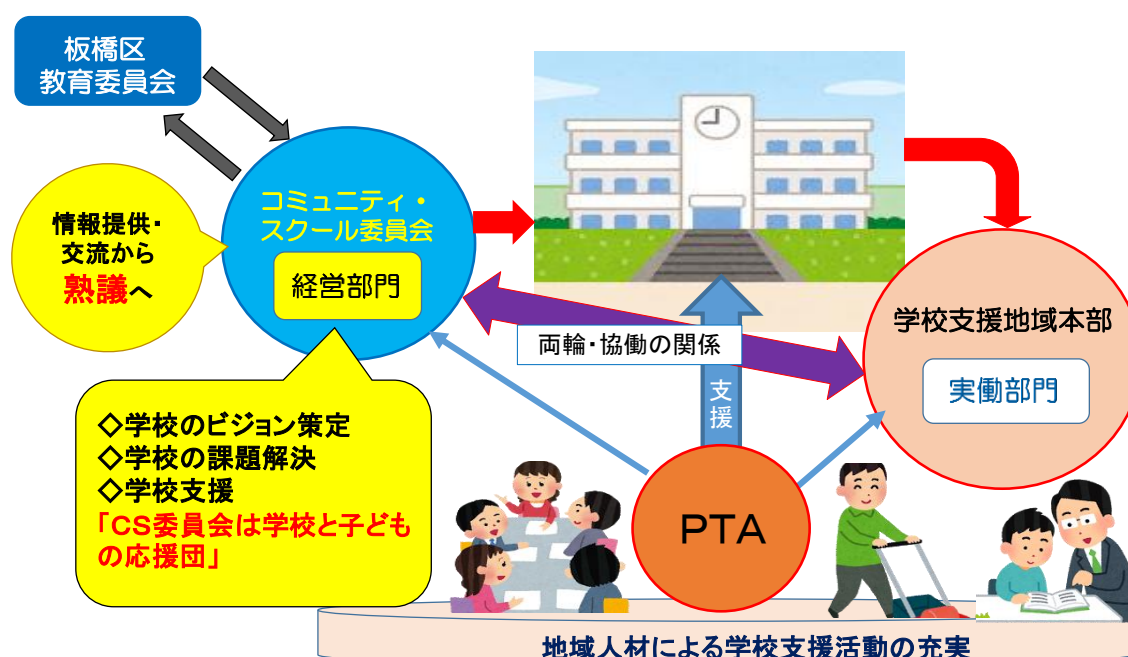 板橋区
教育委員会
コミュニティ・
スクール委員会
経営部門
情報提供・
交流から
熟議へ
両輪・協働の関係
学校支援地域本部
実働部門
支援
◇学校のビジョン策定
◇学校の課題解決
◇学校支援
「CS委員会は学校と子ども
の応援団」
PTA
地域人材による学校支援活動の充実